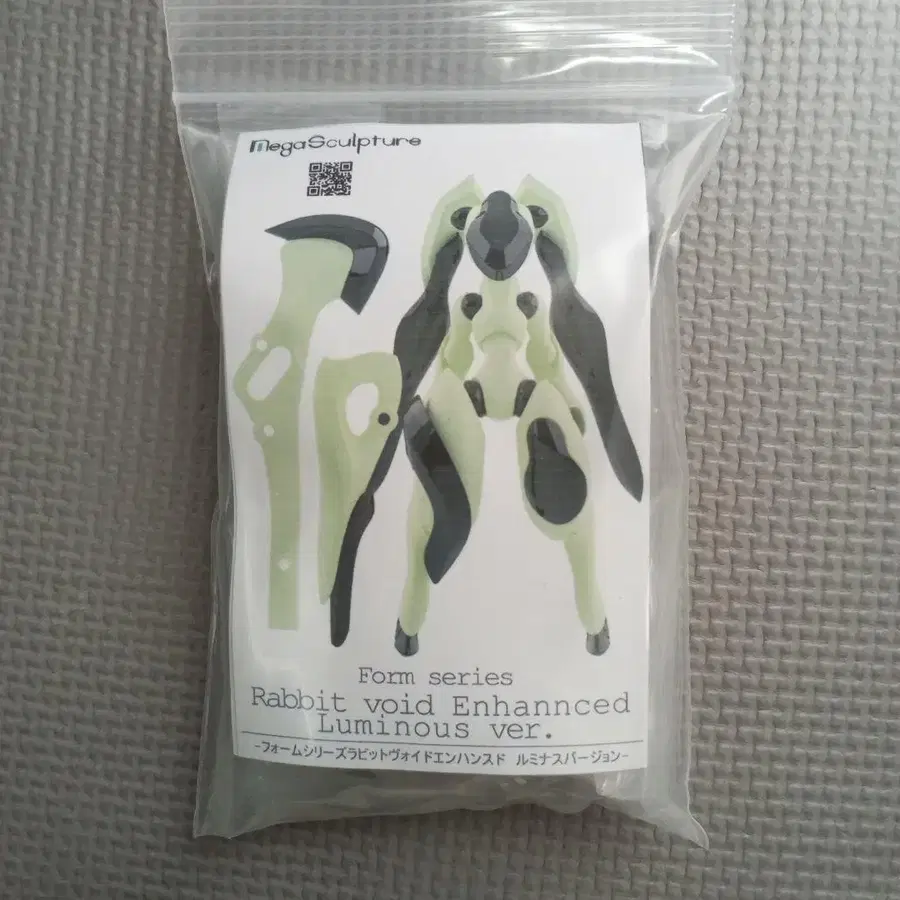 megaSculpture
Form series
Rabbit void Enhannced
Luminous ver.
-フォームシリーズラビットヴォイドエンハンスド ルミナスバージョン-